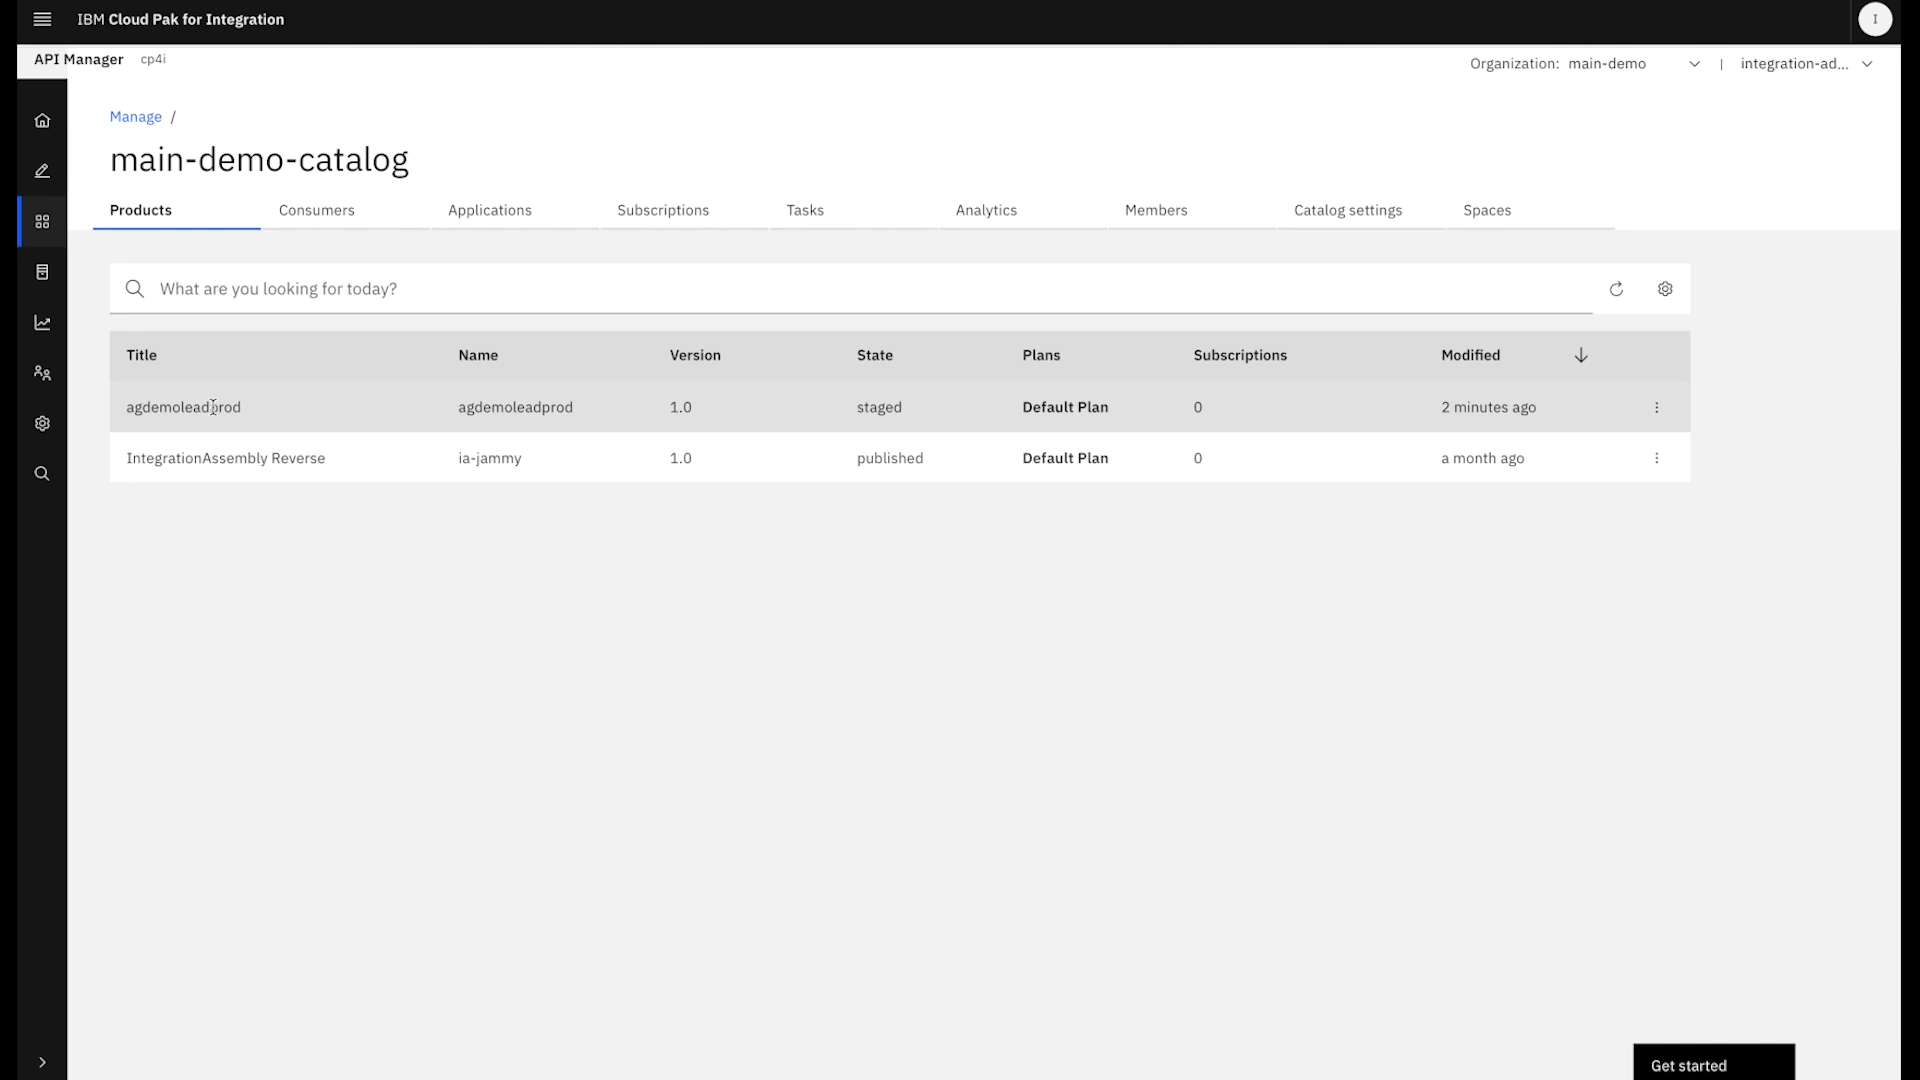 IBM Cloud Pak for Integration
I
API Manager cp4i
Organization: main-demo | integration-ad...
Manage /
main-demo-catalog
Products Consumers Applications Subscriptions Tasks Analytics Members Catalog settings Spaces
What are you looking for today?
Title Name Version State Plans Subscriptions Modified
agdemoleadprod agdemoleadprod 1.0 staged Default Plan 0 2 minutes ago
IntegrationAssembly Reverse ia-jammy 1.0 published Default Plan 0 a month ago
Get started